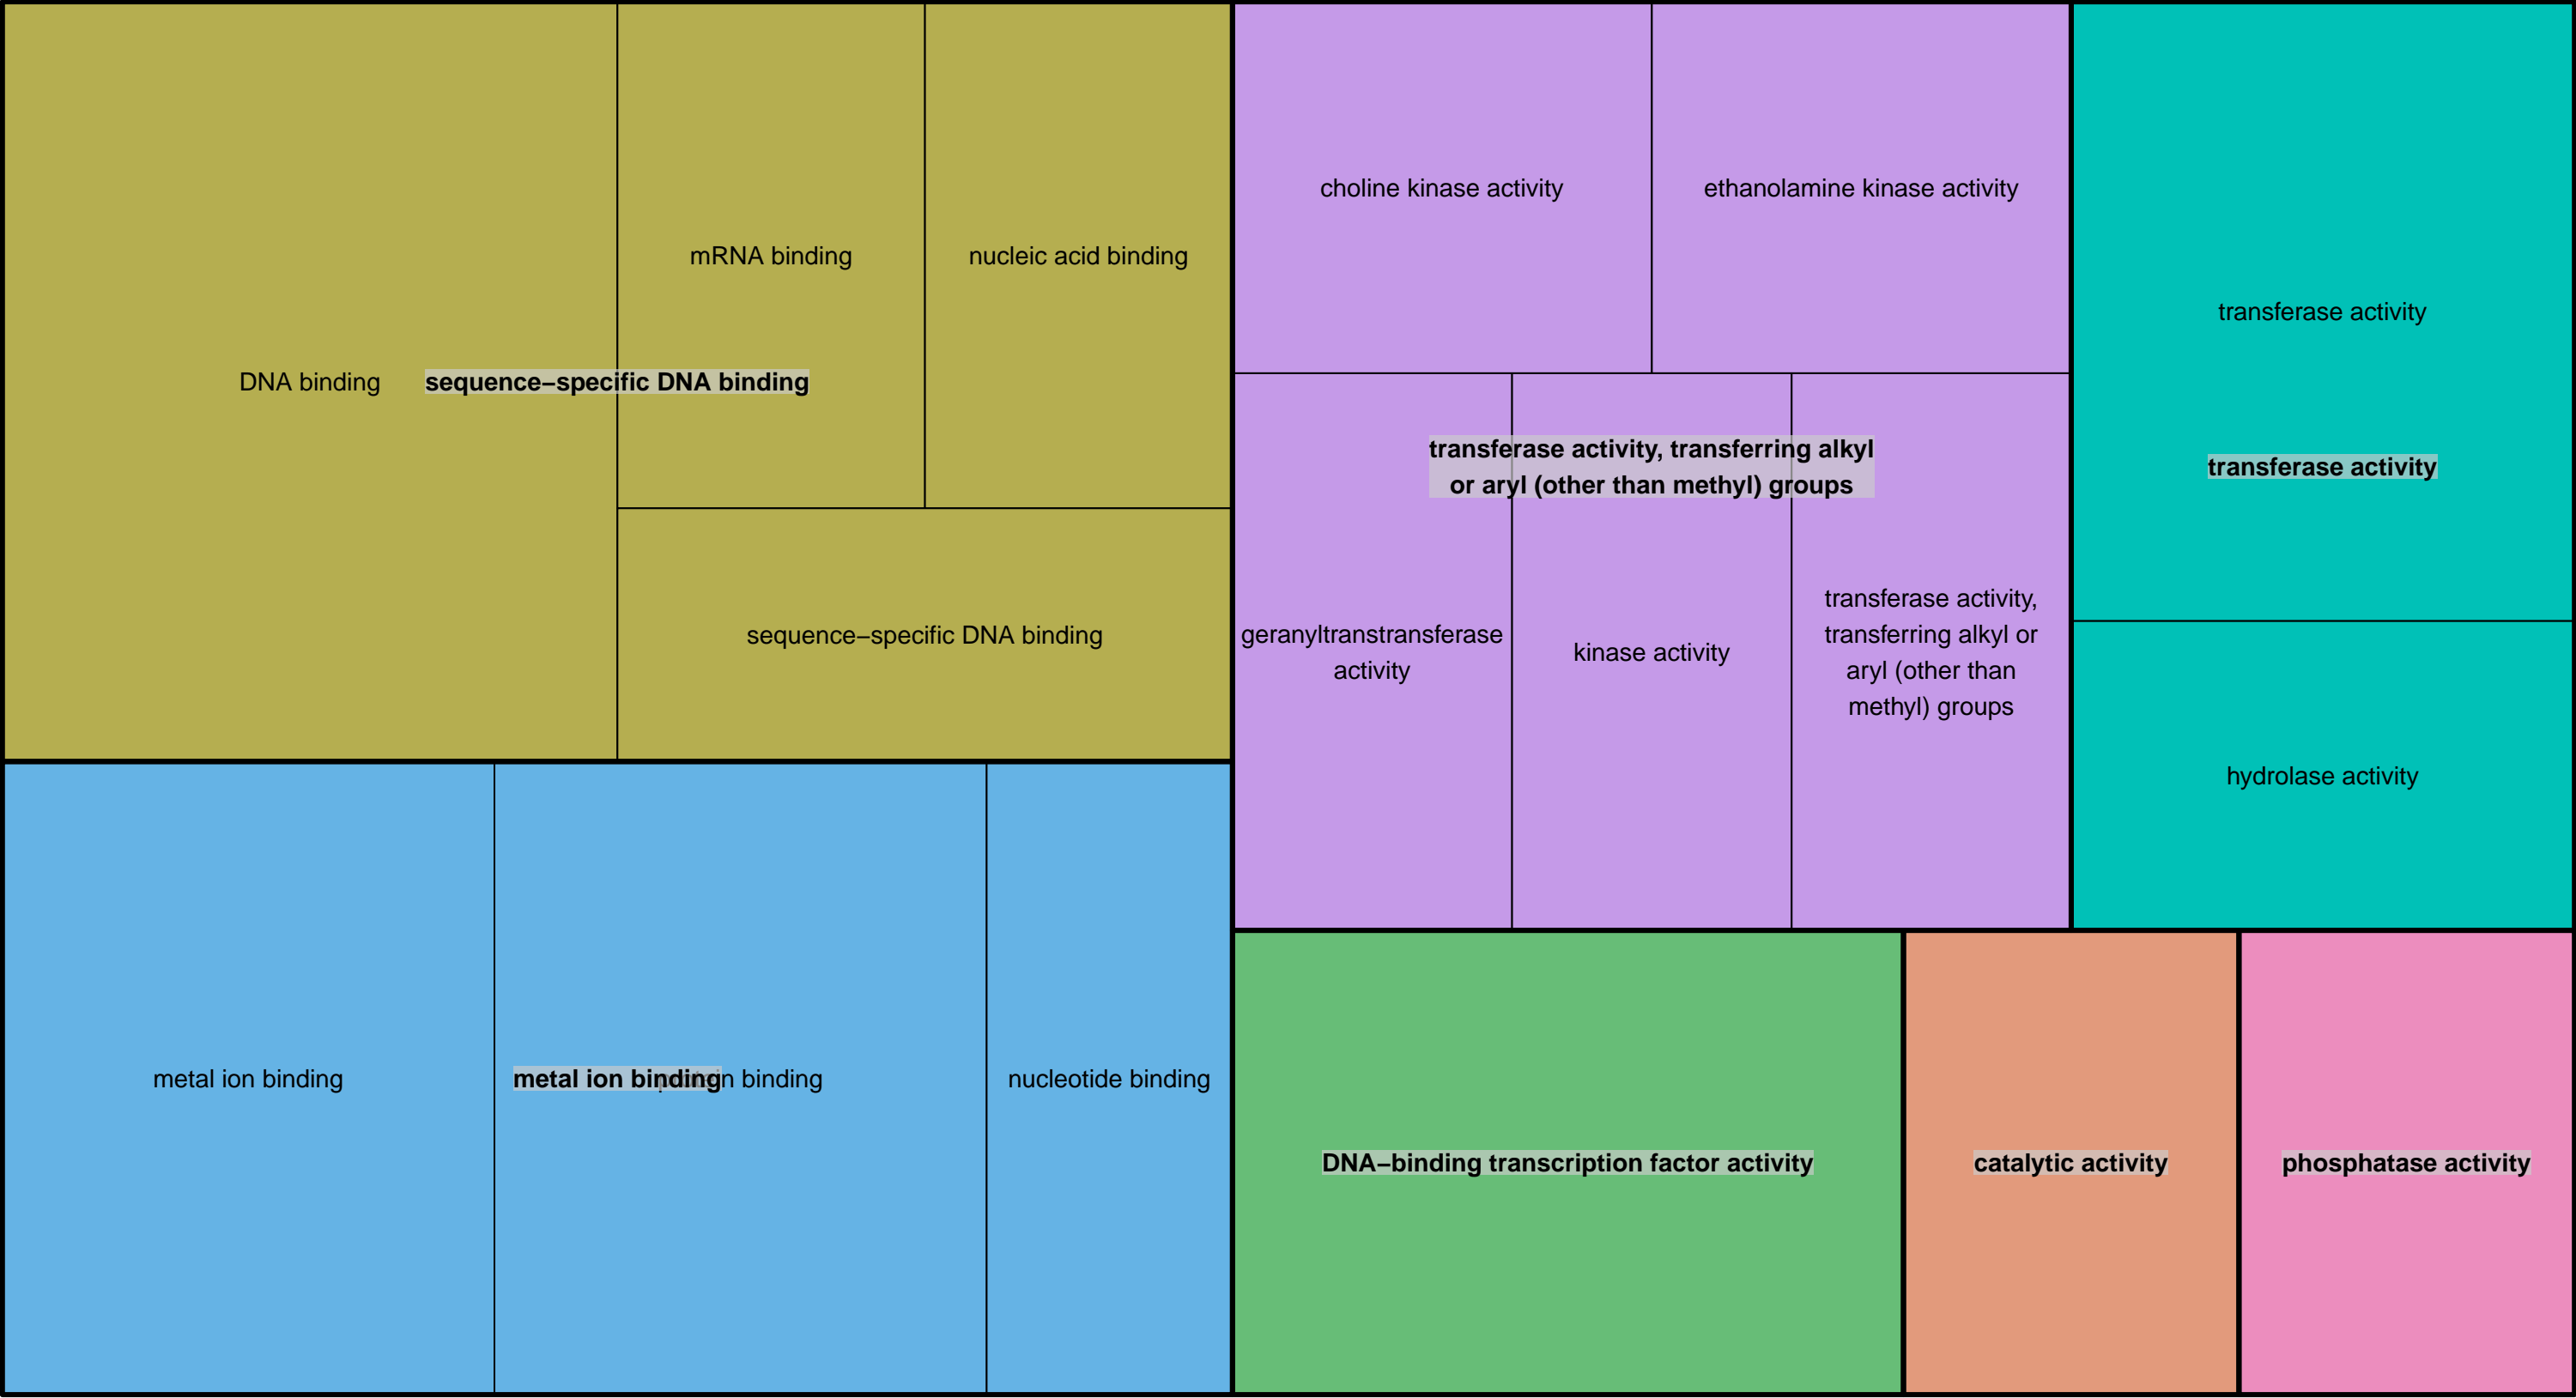 DNA binding
sequence−specific DNA binding
mRNA binding
nucleic acid binding
sequence−specific DNA binding
choline kinase activity
ethanolamine kinase activity
transferase activity, transferring alkyl
or aryl (other than methyl) groups
geranyltranstransferase
activity
kinase activity
transferase activity,
transferring alkyl or
aryl (other than
methyl) groups
transferase activity
transferase activity
hydrolase activity
metal ion binding
metal ion binding
binding
nucleotide binding
DNA−binding transcription factor activity
catalytic activity
phosphatase activity